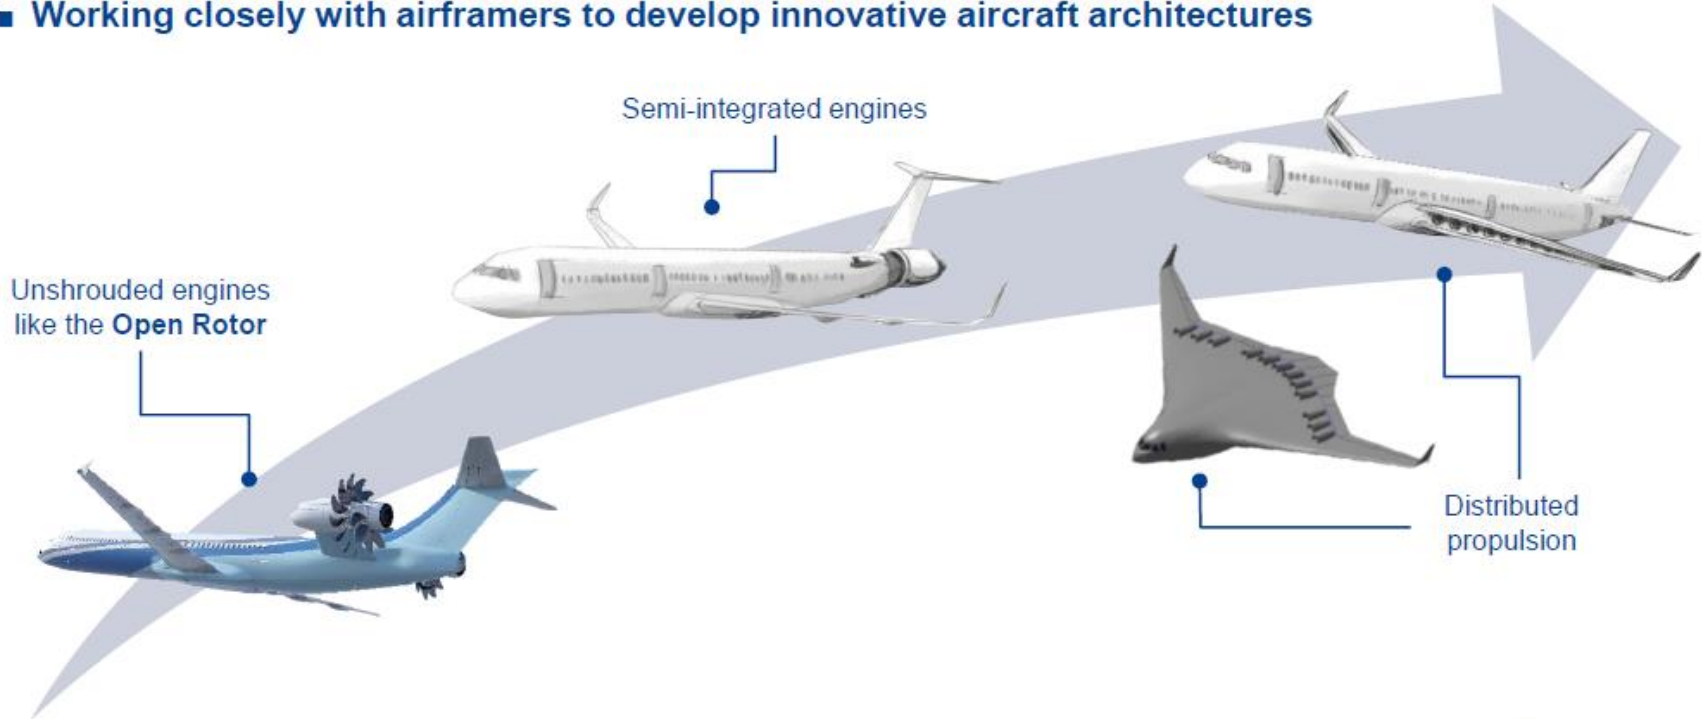 ▪ Working closely with airframers to develop innovative aircraft architectures
Semi-integrated engines
Unshrouded engines
like the Open Rotor
Distributed
propulsion